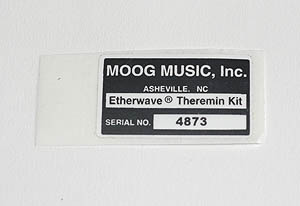 MOOG MUSIC, Inc.
ASHEVILLE, NC
Etherwave® Theremin Kit
SERIAL NO. 4873